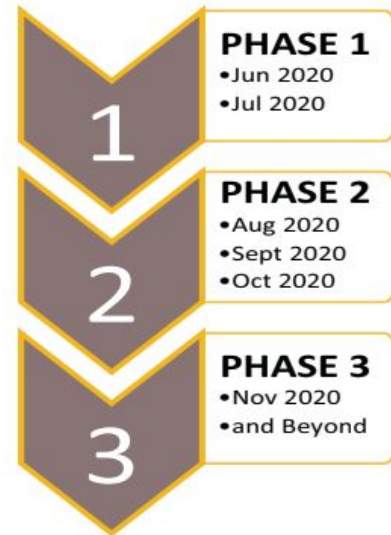 1
PHASE 1
•Jun 2020
•Jul 2020
2
PHASE 2
•Aug 2020
•Sept 2020
•Oct 2020
3
PHASE 3
•Nov 2020
•and Beyond